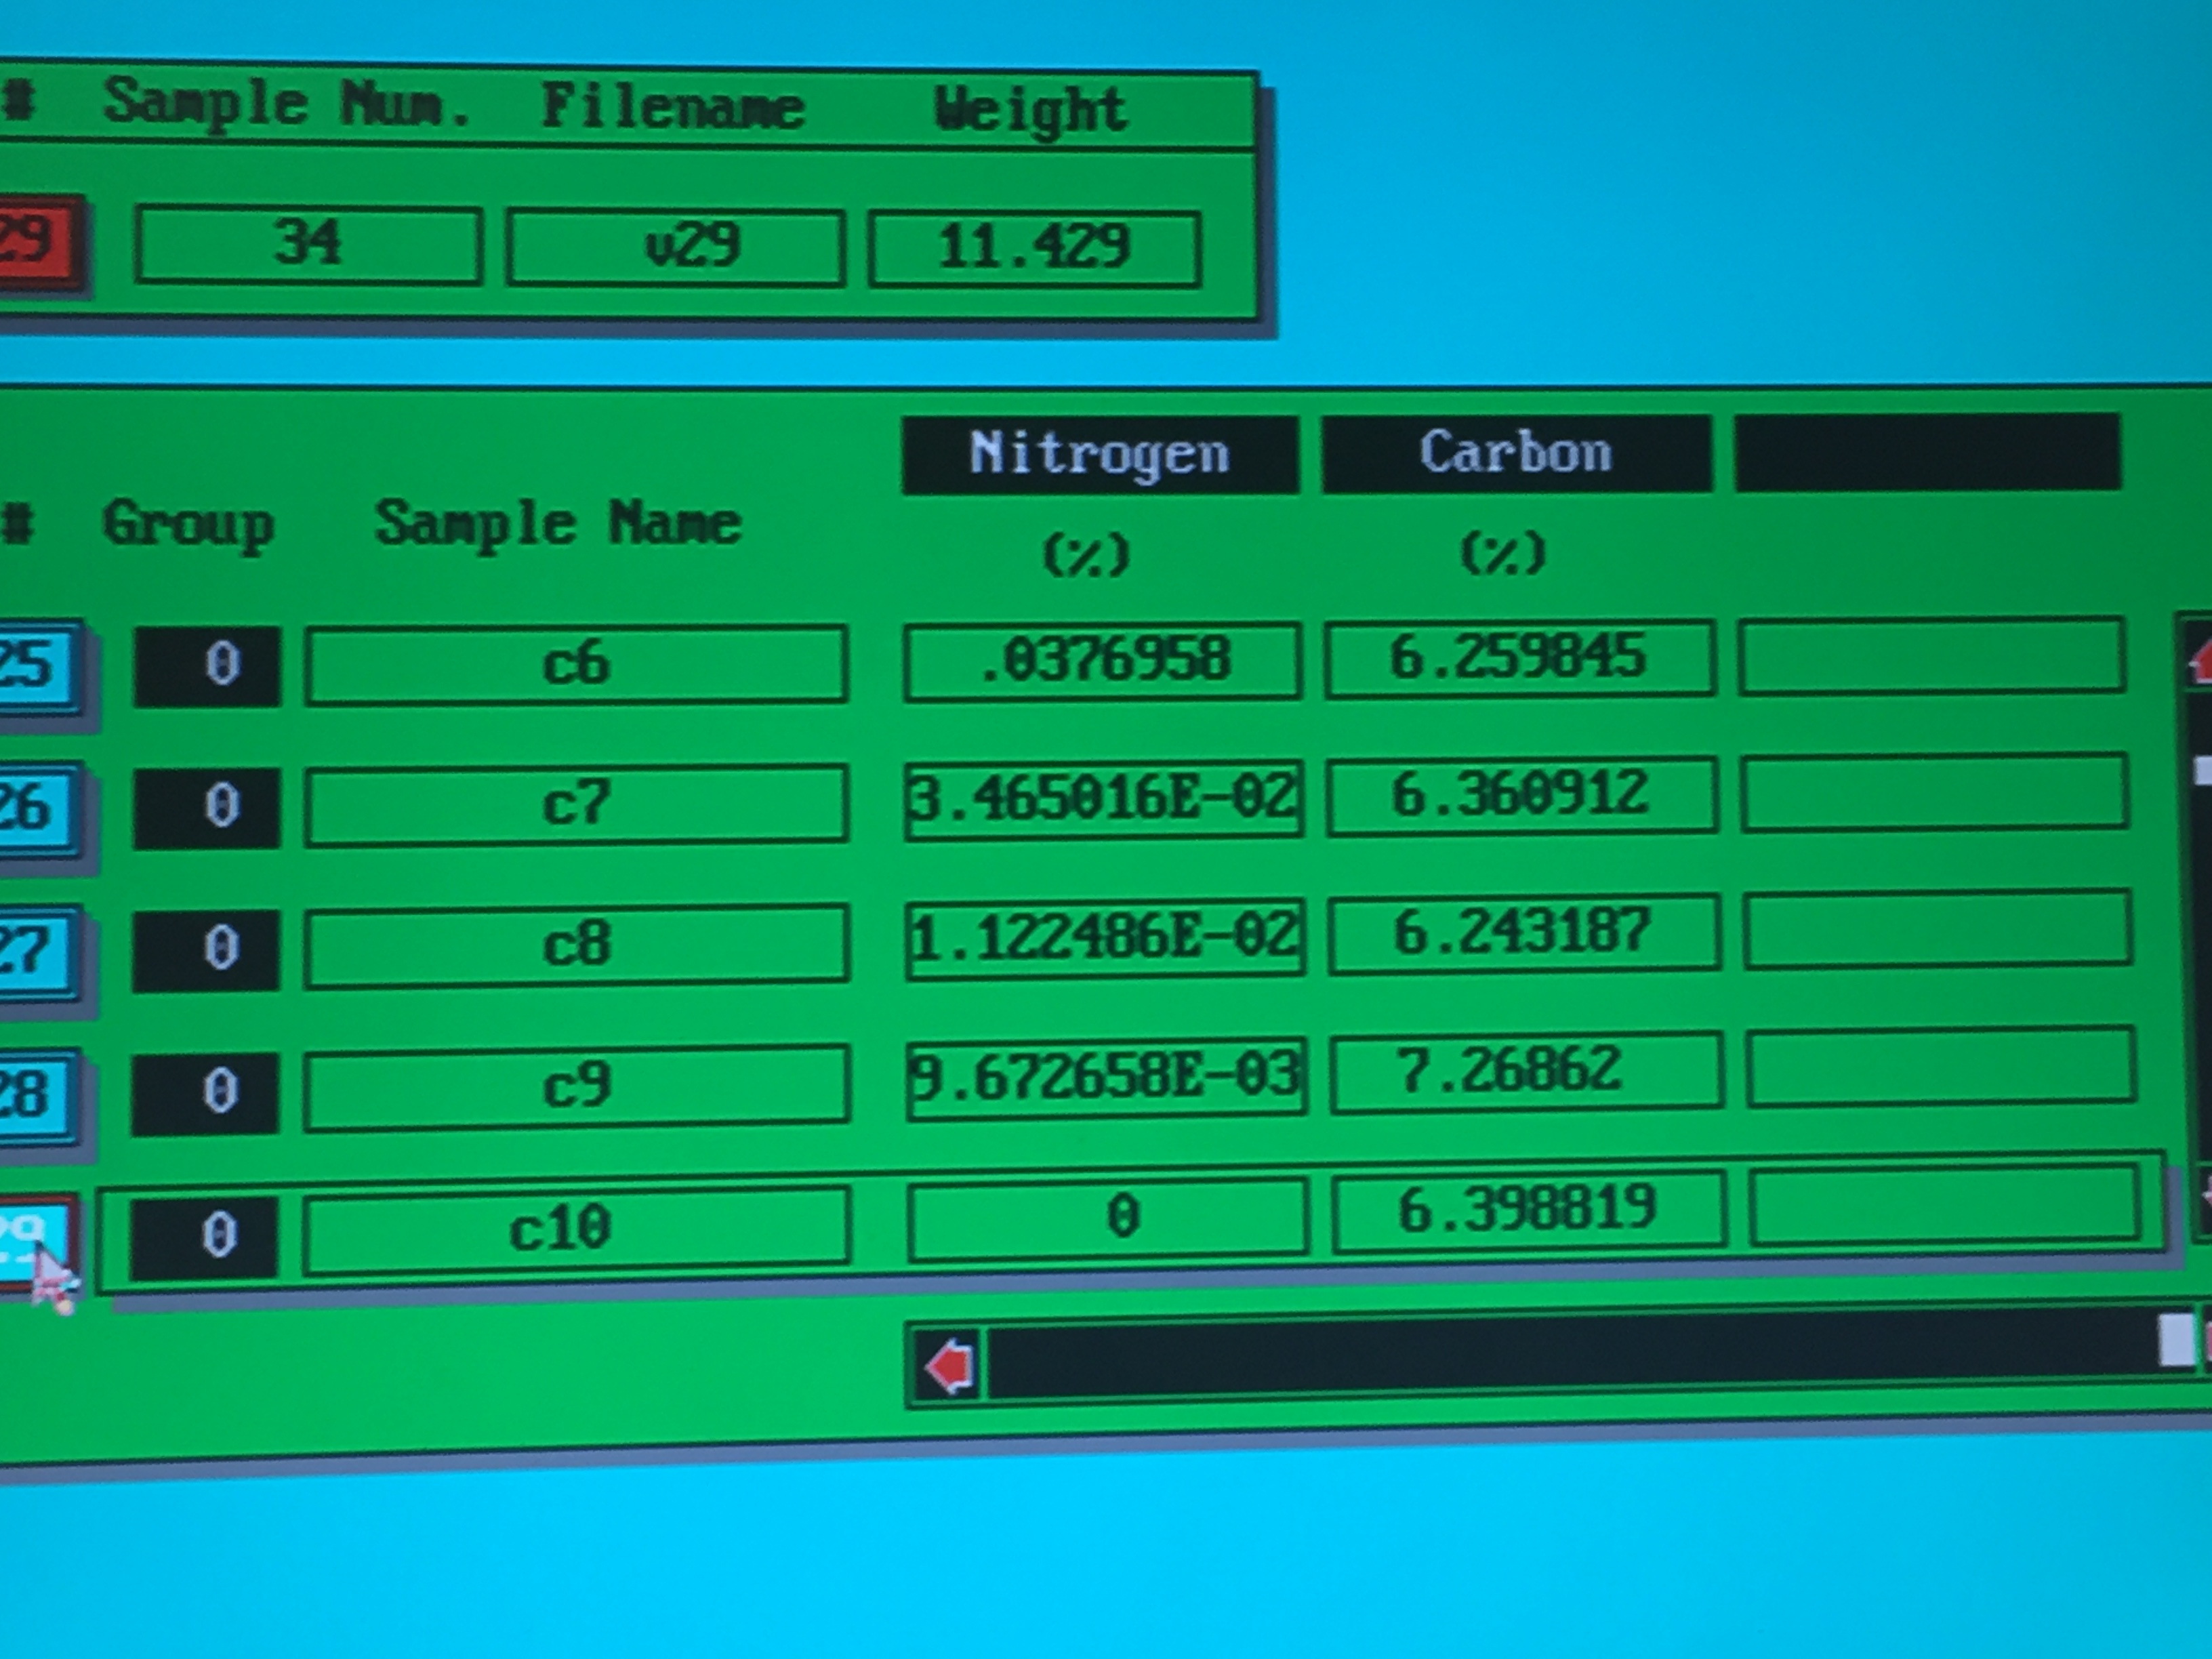 # Sample Num. Filename Weight
29 34 v29 11.429
Nitrogen Carbon
# Group Sample Name (%) (%)
25 0 c6 .0376958 6.259845
26 0 c7 3.465016E-02 6.360912
27 0 c8 1.122486E-02 6.243187
28 0 c9 9.672658E-03 7.26862
29 0 c10 0 6.398819